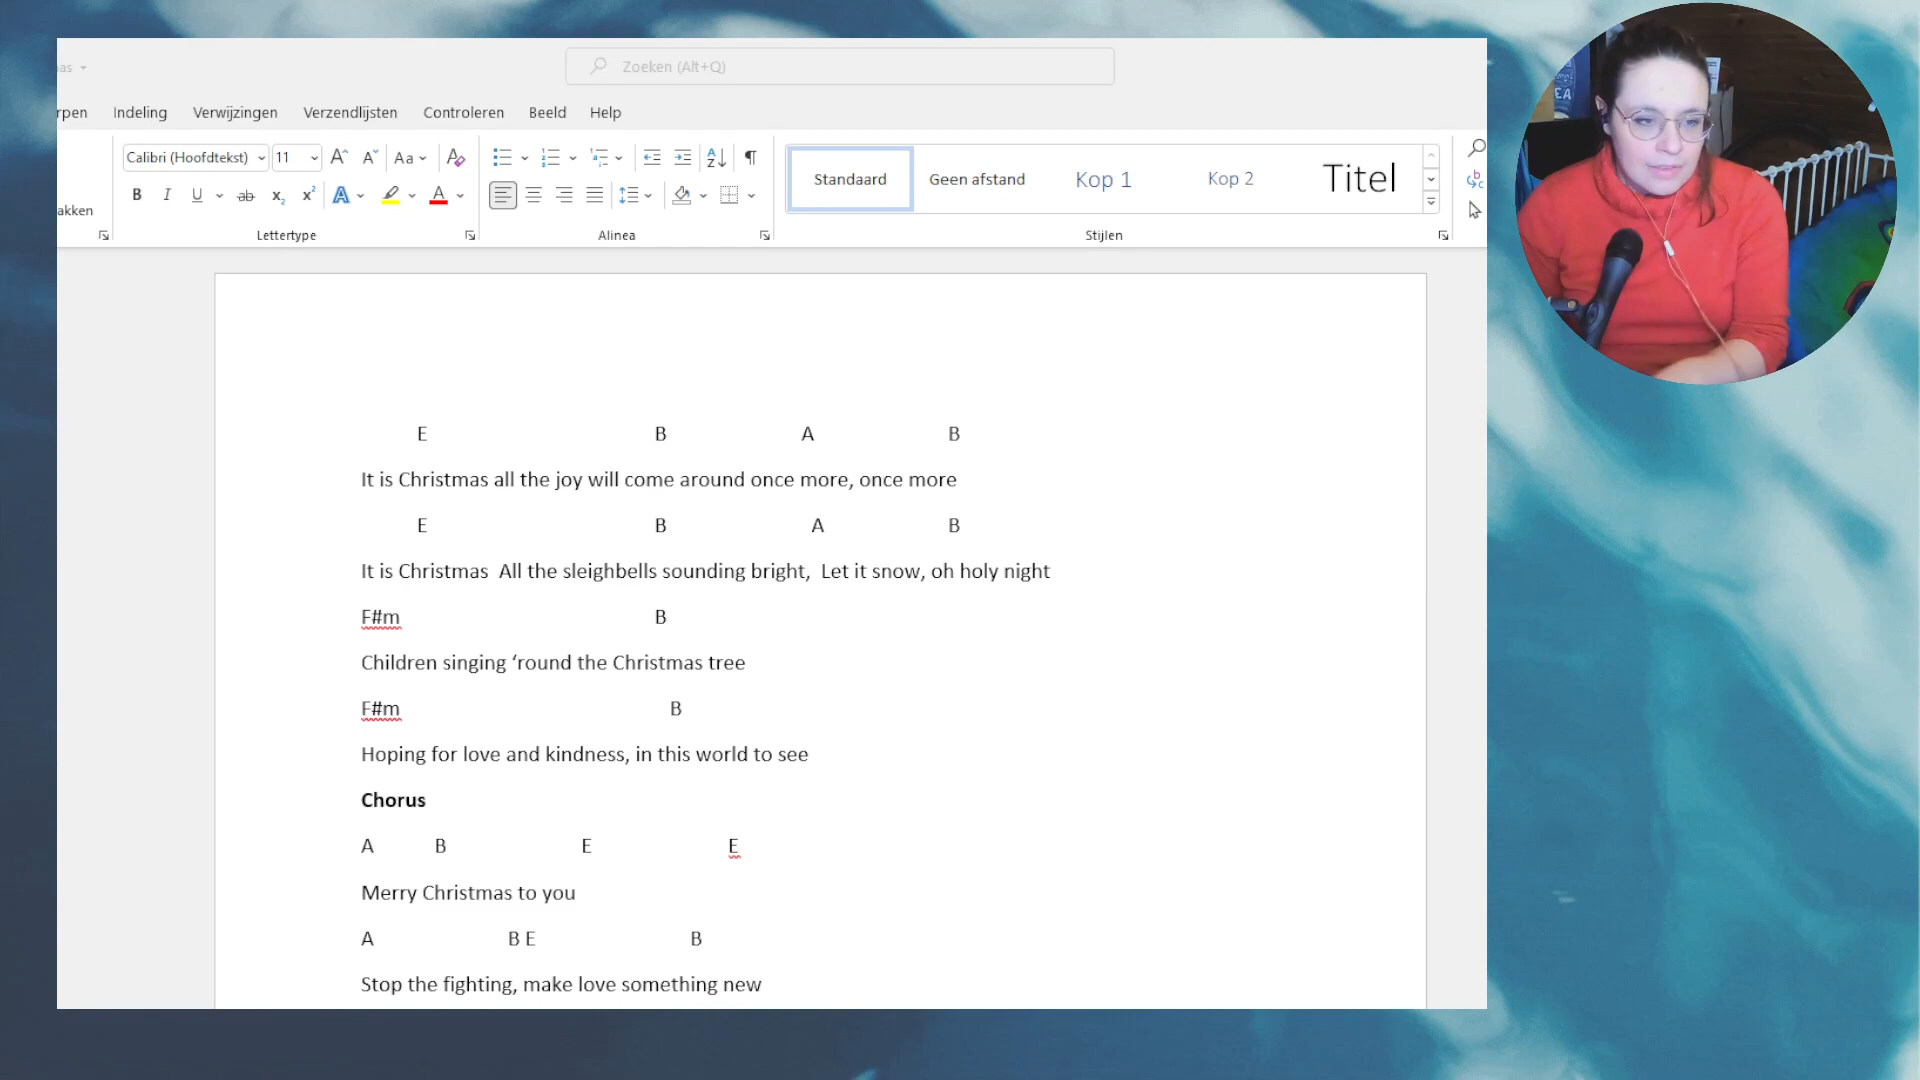 as
Zoeken (Alt+Q)
rpen Indeling Verwijzingen Verzendlijsten Controleren Beeld Help
Calibri (Hoofdtekst) 11 Aa
akken
Lettertype Alinea Stijlen
Standaard Geen afstand Kop 1 Kop 2 Titel
E B A B
It is Christmas all the joy will come around once more, once more
E B A B
It is Christmas All the sleighbells sounding bright, Let it snow, oh holy night
F#m B
Children singing ‘round the Christmas tree
F#m B
Hoping for love and kindness, in this world to see
Chorus
A B E E
Merry Christmas to you
A B E B
Stop the fighting, make love something new
EA